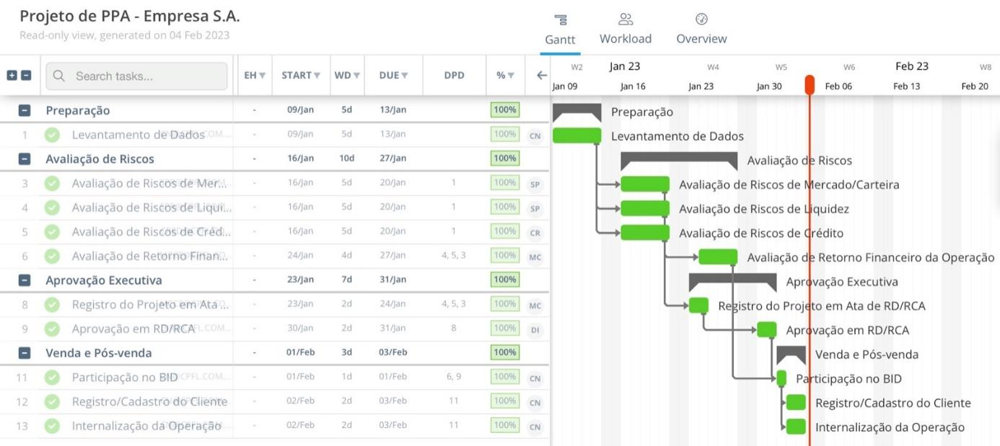 Projeto de PPA - Empresa S.A.
Read-only view, generated on 04 Feb 2023
Gantt Workload Overview
Search tasks... EH START WD DUE DPD %
W2 Jan 23 W4 W5 W6 Feb 23 W8
Jan 09 Jan 16 Jan 23 Jan 30 Feb 06 Feb 13 Feb 20
Preparação - 09/Jan 5d 13/Jan 100% Preparação
1 Levantamento de Dados - 09/Jan 5d 13/Jan 100% CN Levantamento de Dados
Avaliação de Riscos - 16/Jan 10d 27/Jan 100% Avaliação de Riscos
3 Avaliação de Riscos de Mer... - 16/Jan 5d 20/Jan 1 100% SP Avaliação de Riscos de Mercado/Carteira
4 Avaliação de Riscos de Liqui... - 16/Jan 5d 20/Jan 1 100% SP Avaliação de Riscos de Liquidez
5 Avaliação de Riscos de Créd... - 16/Jan 5d 20/Jan 1 100% CR Avaliação de Riscos de Crédito
6 Avaliação de Retorno Finan... - 24/Jan 4d 27/Jan 4, 5, 3 100% MC Avaliação de Retorno Financeiro da Operação
Aprovação Executiva - 23/Jan 7d 31/Jan 100% Aprovação Executiva
8 Registro do Projeto em Ata ... - 23/Jan 2d 24/Jan 4, 5, 3 100% MC Registro do Projeto em Ata de RD/RCA
9 Aprovação em RD/RCA - 30/Jan 2d 31/Jan 8 100% DI Aprovação em RD/RCA
Venda e Pós-venda - 01/Feb 3d 03/Feb 100% Venda e Pós-venda
11 Participação no BID - 01/Feb 1d 01/Feb 6, 9 100% CN Participação no BID
12 Registro/Cadastro do Cliente - 02/Feb 2d 03/Feb 11 100% CN Registro/Cadastro do Cliente
13 Internalização da Operação - 02/Feb 2d 03/Feb 11 100% CN Internalização da Operação